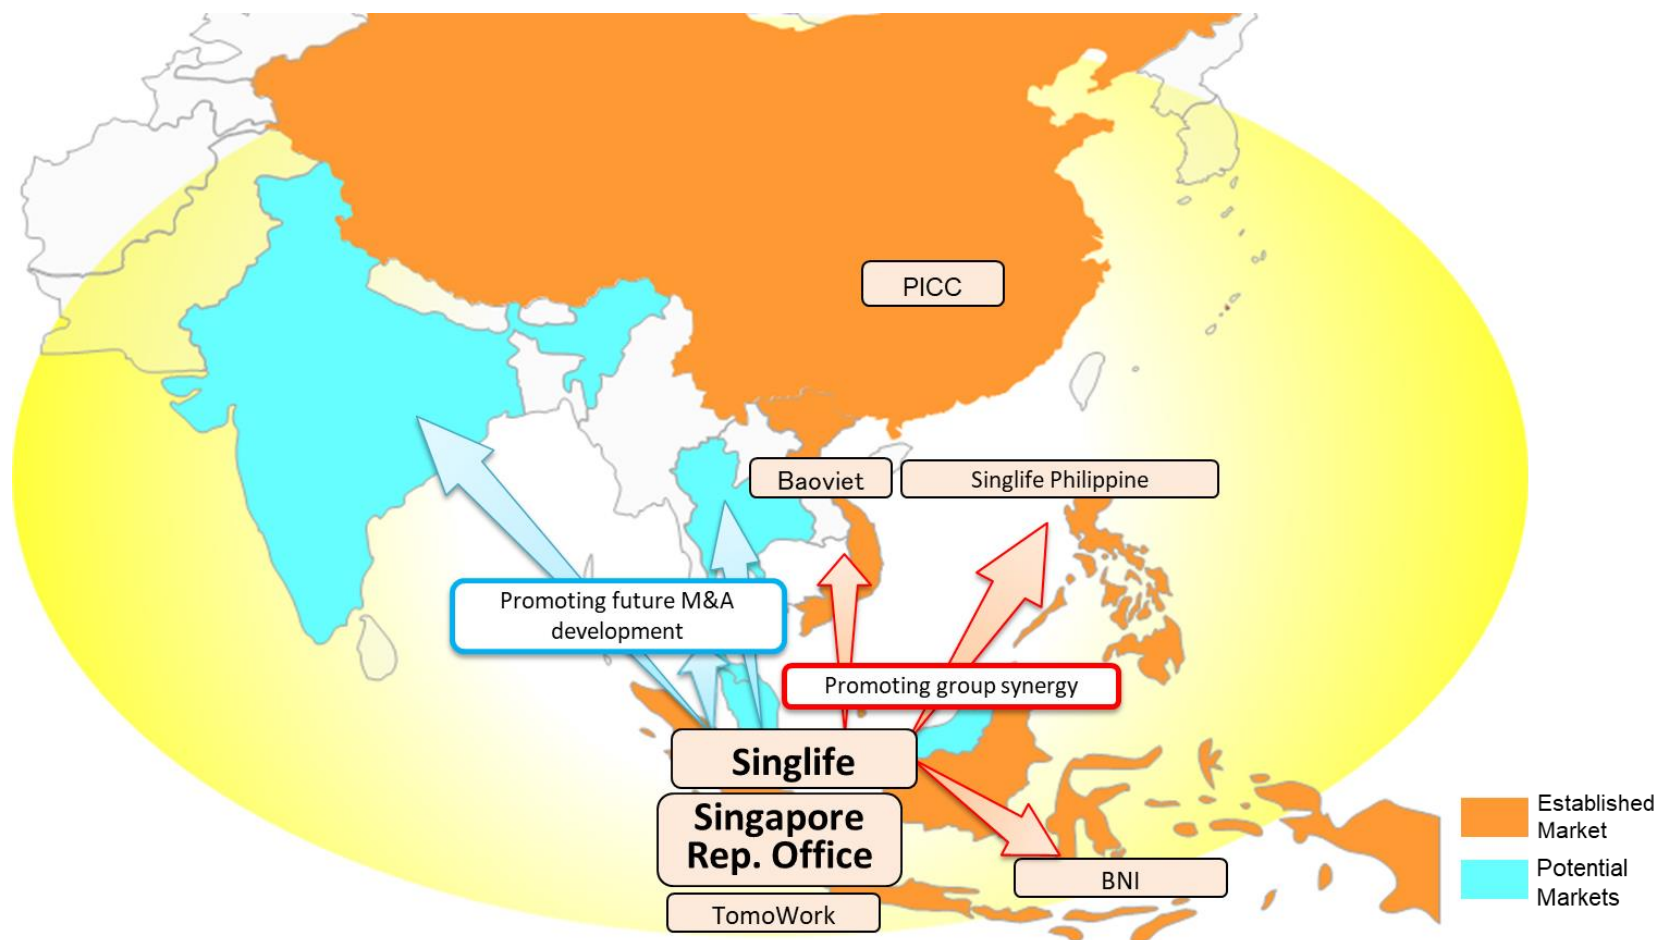 PICC
Baoviet
Singlife Philippine
Promoting future M&A
development
Promoting group synergy
Singlife
Singapore
Rep. Office
TomoWork
BNI
Established
Market
Potential
Markets